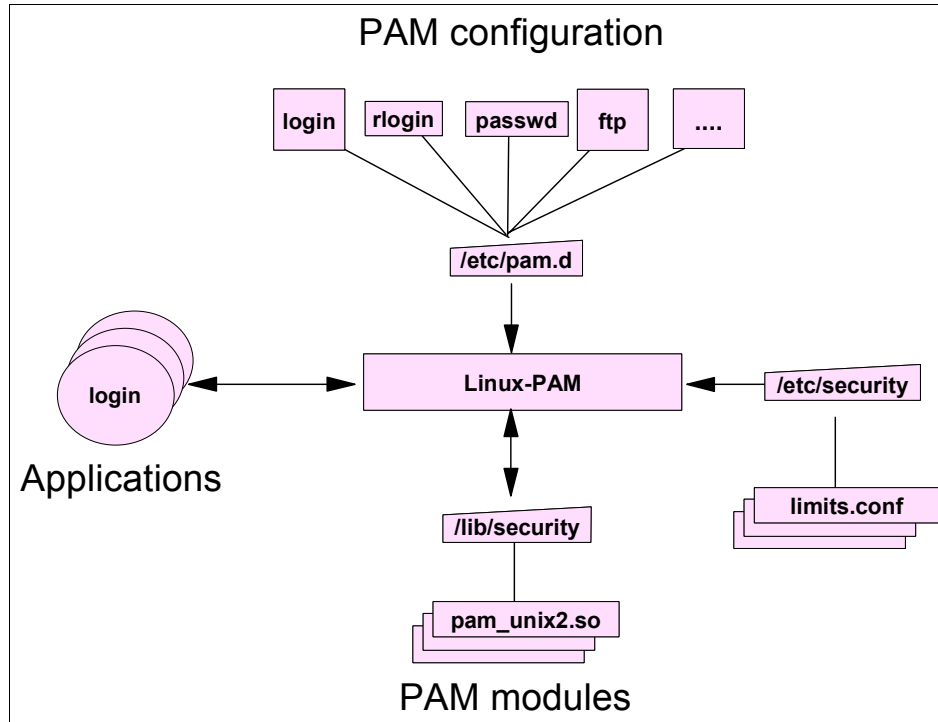 PAM configuration
login
rlogin
passwd
ftp
....
/etc/pam.d
Linux-PAM
login
/etc/security
Applications
limits.conf
/lib/security
pam_unix2.so
PAM modules